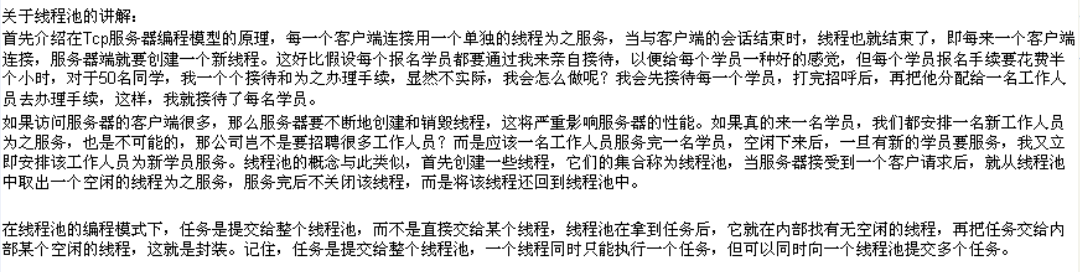 关于线程池的讲解：
首先介绍在Tcp服务器编程模型的原理，每一个客户端连接用一个单独的线程为之服务，当与客户端的会话结束时，线程也就结束了，即每来一个客户端
连接，服务器端就要创建一个新线程。这好比假设每个报名学员都要通过我来亲自接待，以便给每个学员一种好的感觉，但每个学员报名手续要花费半
个小时，对于50名同学，我一个个接待和为之办理手续，显然不实际，我会怎么做呢？我会先接待每一个学员，打完招呼后，再把他分配给一名工作人
员去办理手续，这样，我就接待了每名学员。
如果访问服务器的客户端很多，那么服务器要不断地创建和销毁线程，这将严重影响服务器的性能。如果真的来一名学员，我们都安排一名新工作人员
为之服务，也是不可能的，那公司岂不是要招聘很多工作人员？而是应该一名工作人员服务完一名学员，空闲下来后，一旦有新的学员要服务，我又立
即安排该工作人员为新学员服务。线程池的概念与此类似，首先创建一些线程，它们的集合称为线程池，当服务器接受到一个客户请求后，就从线程池
中取出一个空闲的线程为之服务，服务完后不关闭该线程，而是将该线程还回到线程池中。
在线程池的编程模式下，任务是提交给整个线程池，而不是直接交给某个线程，线程池在拿到任务后，它就在内部找有无空闲的线程，再把任务交给内
部某个空闲的线程，这就是封装。记住，任务是提交给整个线程池，一个线程同时只能执行一个任务，但可以同时向一个线程池提交多个任务。